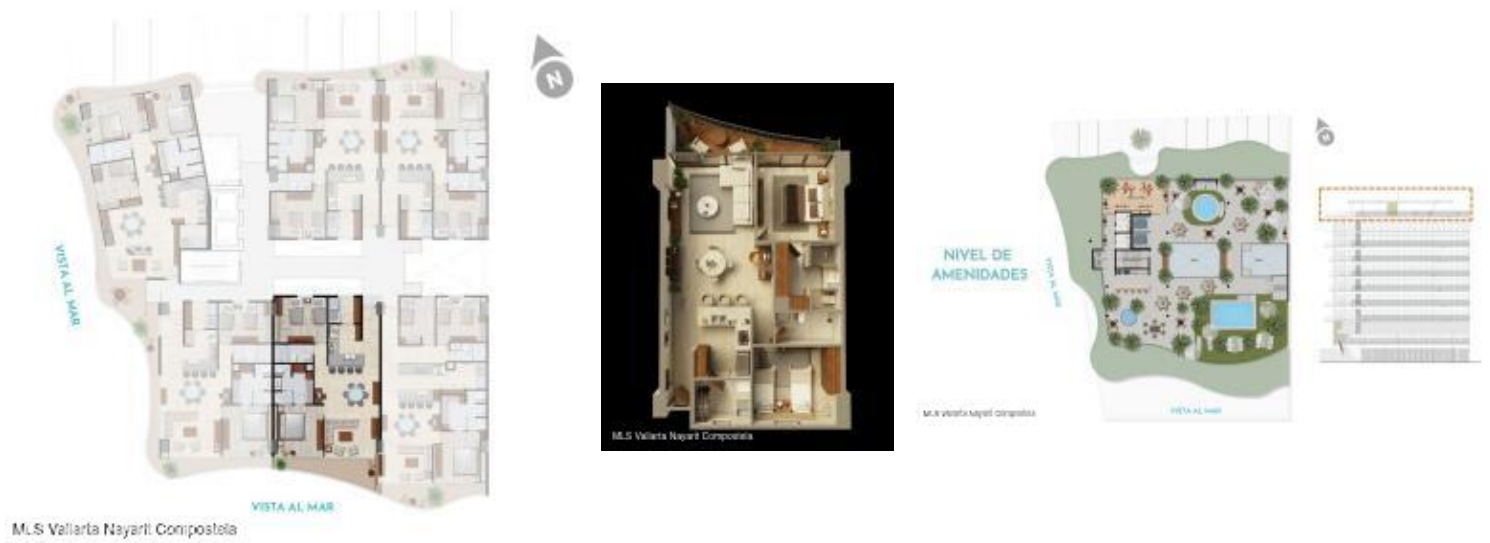 N
VISTA AL MAR
VISTA AL MAR
MLS Vallarta Nayarit Compostela
MLS Vallarta Nayarit Compostela
NIVEL DE
AMENIDADES
VISTA AL MAR
N
MLS Vallarta Nayarit Compostela
VISTA AL MAR